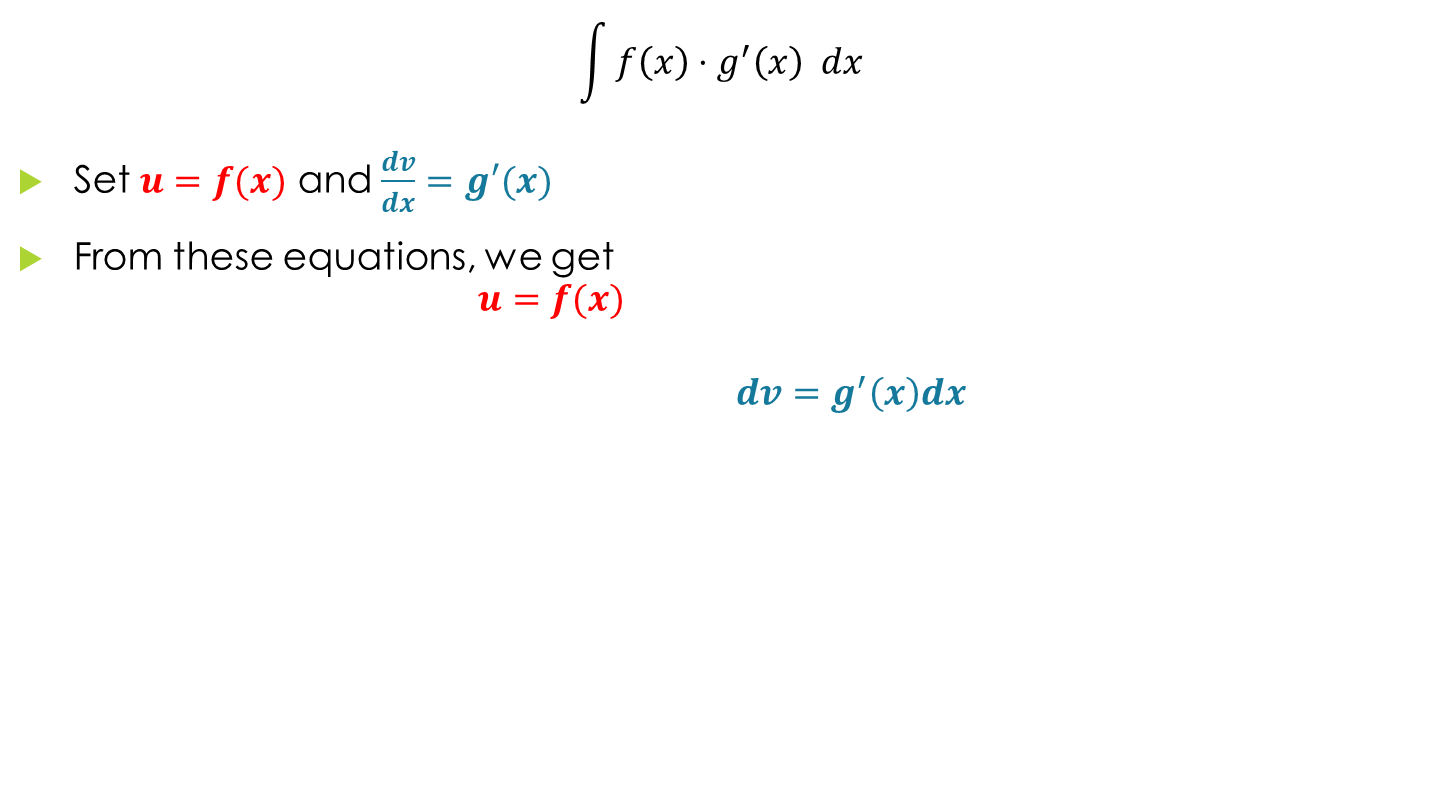 ∫ f(x) · g′(x) dx
Set u = f(x) and dv/dx = g′(x)
From these equations, we get
u = f(x)
dv = g′(x)dx